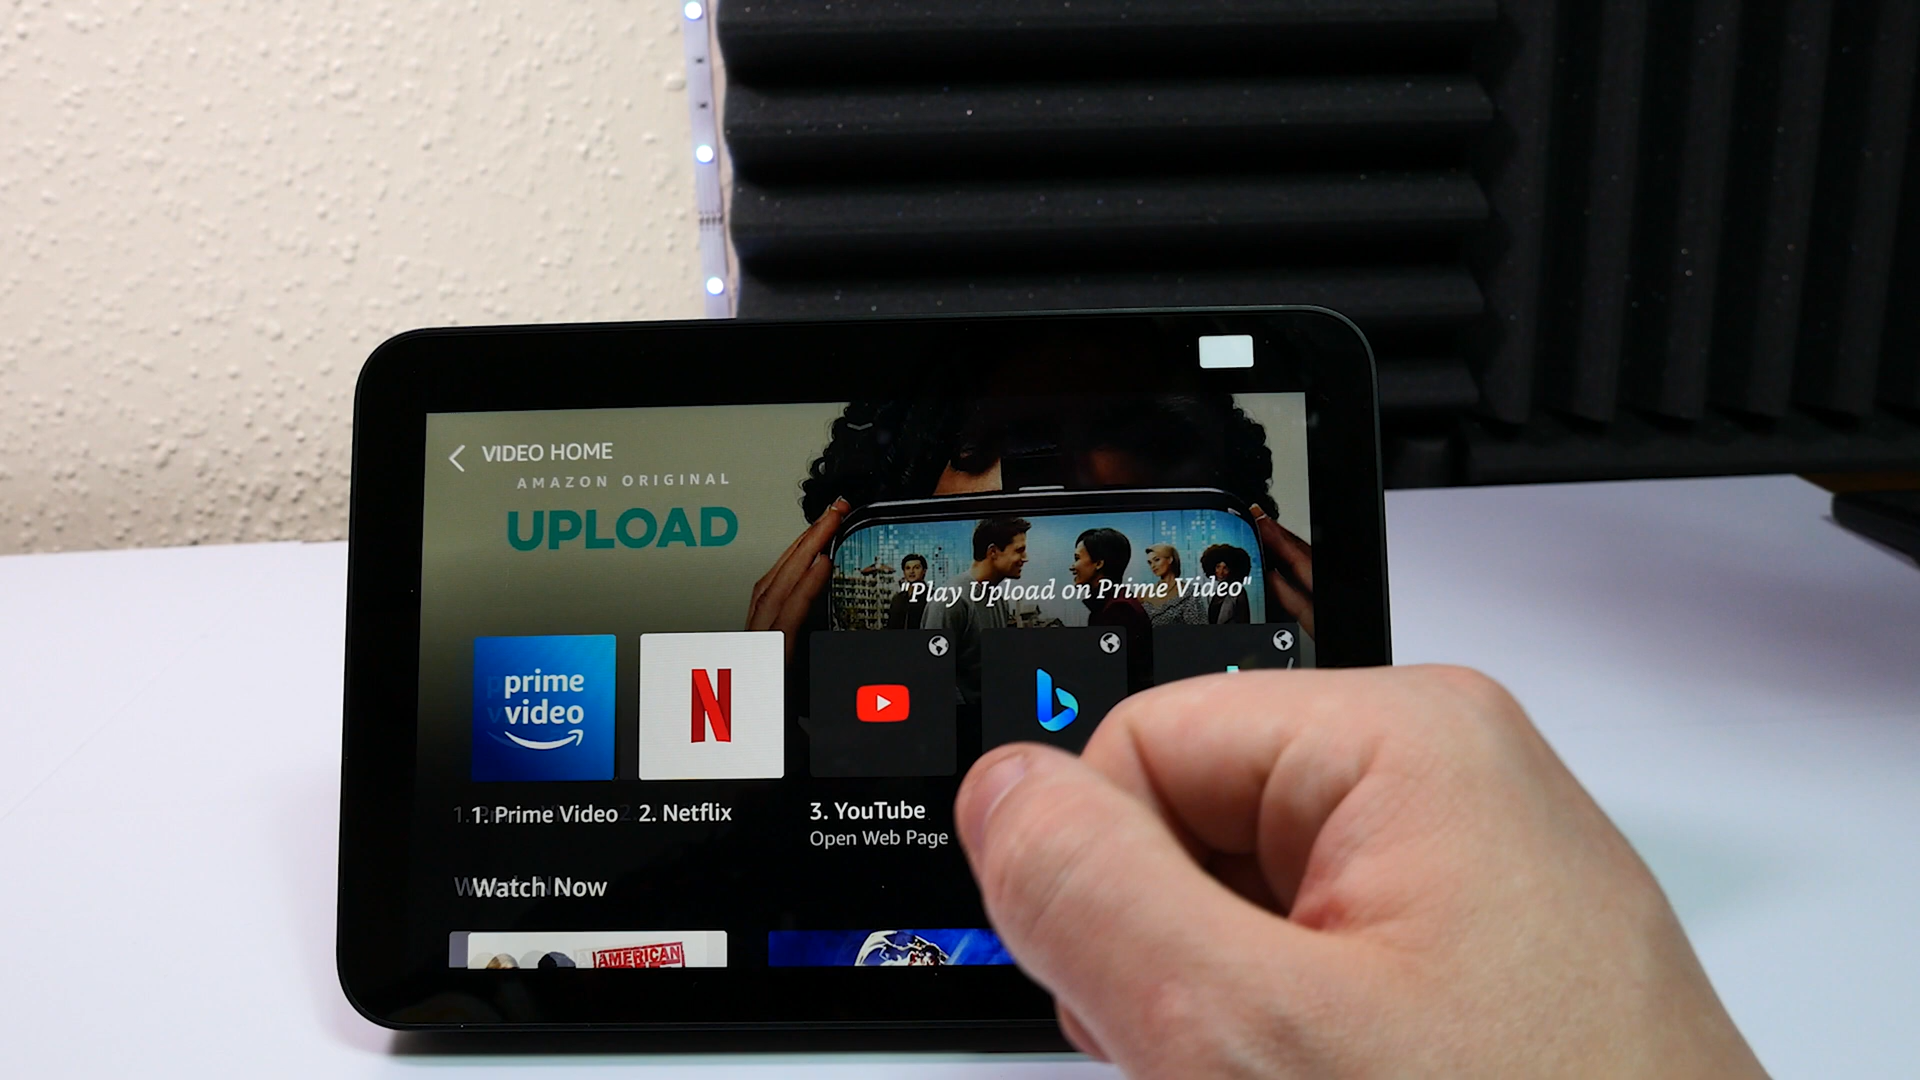 VIDEO HOME
AMAZON ORIGINAL
UPLOAD
"Play Upload on Prime Video"
prime
video
N
1. Prime Video
2. Netflix
3. YouTube
Open Web Page
Watch Now
AMERICAN